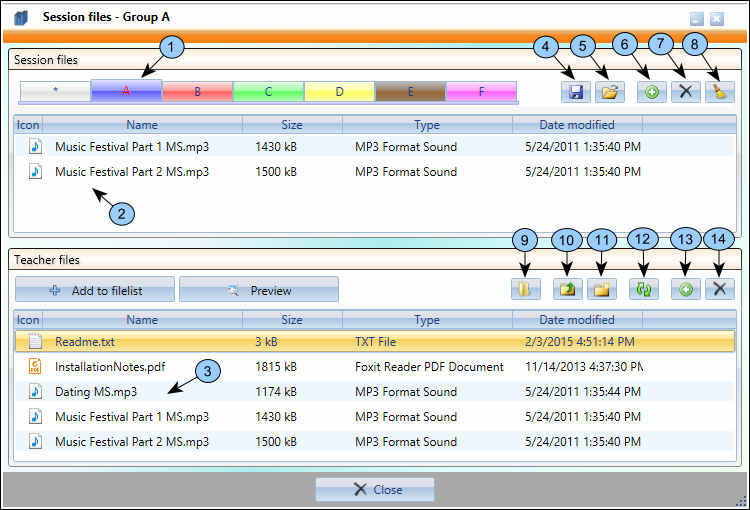 Session files - Group A
1 4 5 6 7 8
Session files
* A B C D E F
Icon Name Size Type Date modified
Music Festival Part 1 MS.mp3 1430 kB MP3 Format Sound 5/24/2011 1:35:40 PM
Music Festival Part 2 MS.mp3 1500 kB MP3 Format Sound 5/24/2011 1:35:40 PM
2
9 10 11 12 13 14
Teacher files
Add to filelist Preview
Icon Name Size Type Date modified
Readme.txt 3 kB TXT File 2/3/2015 4:51:14 PM
PDF InstallationNotes.pdf 1815 kB Foxit Reader PDF Document 11/14/2013 4:37:30 PM
Dating MS.mp3 3 1174 kB MP3 Format Sound 5/24/2011 1:35:44 PM
Music Festival Part 1 MS.mp3 1430 kB MP3 Format Sound 5/24/2011 1:35:40 PM
Music Festival Part 2 MS.mp3 1500 kB MP3 Format Sound 5/24/2011 1:35:40 PM
Close